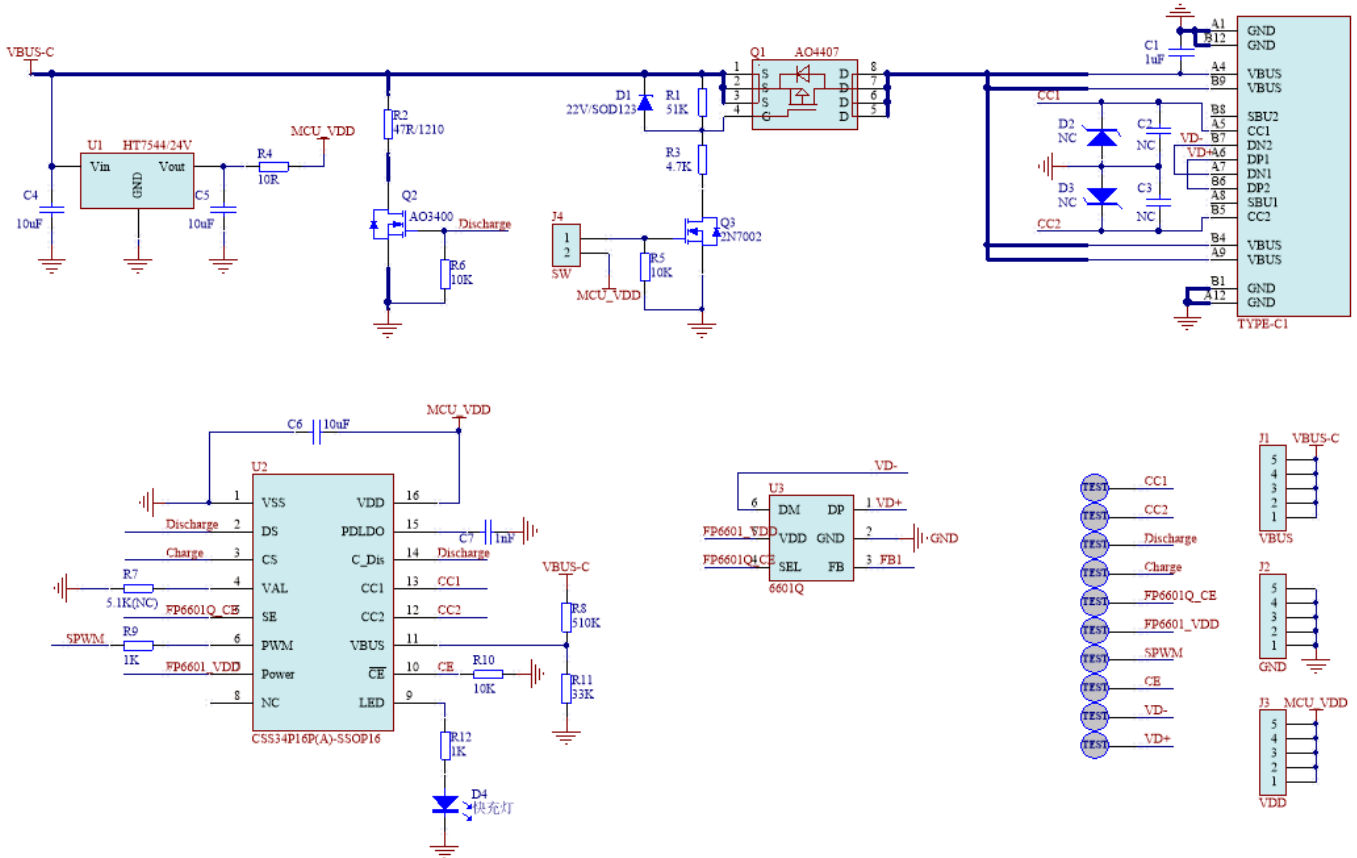 VBUS-C
U1 HT7544/24V
Vin Vout
GND
C4
10uF
C5
10uF
R4
10R
MCU_VDD
R2
47R/1210
Q2
AO3400
Discharge
R6
10K
D1
22V/SOD123
R1
51K
R3
4.7K
Q1 AO4407
1 S D 8
2 S D 7
3 S D 6
4 G D 5
J4
1
2
SW
MCU_VDD
R5
10K
Q3
2N7002
C1
1uF
CC1
D2
NC
C2
NC
D3
NC
C3
NC
CC2
VD-
VD+
A1 GND
B12 GND
A4 VBUS
B9 VBUS
B8 SBU2
A5 CC1
B7 DN2
A6 DP1
A7 DN1
B6 DP2
A8 SBU1
B5 CC2
B4 VBUS
A9 VBUS
B1 GND
A12 GND
TYPE-C1
C6 10uF
MCU_VDD
U2
1 VSS VDD 16
Discharge 2 DS PDLDO 15
C7 1nF
Charge 3 CS C_Dis 14 Discharge
R7
5.1K(NC)
4 VAL CC1 13 CC1
FP6601Q_CE 5 SE CC2 12 CC2
SPWM R9
1K
6 PWM VBUS 11
FP6601_VDD 7 Power CE 10 CE
R10
10K
8 NC LED 9
CSS34P16P(A)-SSOP16
VBUS-C
R8
510K
R11
33K
R12
1K
D4
快充灯
VD-
U3
6 DM DP 1 VD+
FP6601_VDD 5 VDD GND 2 GND
FP6601Q_CE 4 SEL FB 3 FB1
6601Q
TEST CC1
TEST CC2
TEST Discharge
TEST Charge
TEST FP6601Q_CE
TEST FP6601_VDD
TEST SPWM
TEST CE
TEST VD-
TEST VD+
J1 VBUS-C
5
4
3
2
1
VBUS
J2
5
4
3
2
1
GND
J3 MCU_VDD
5
4
3
2
1
VDD